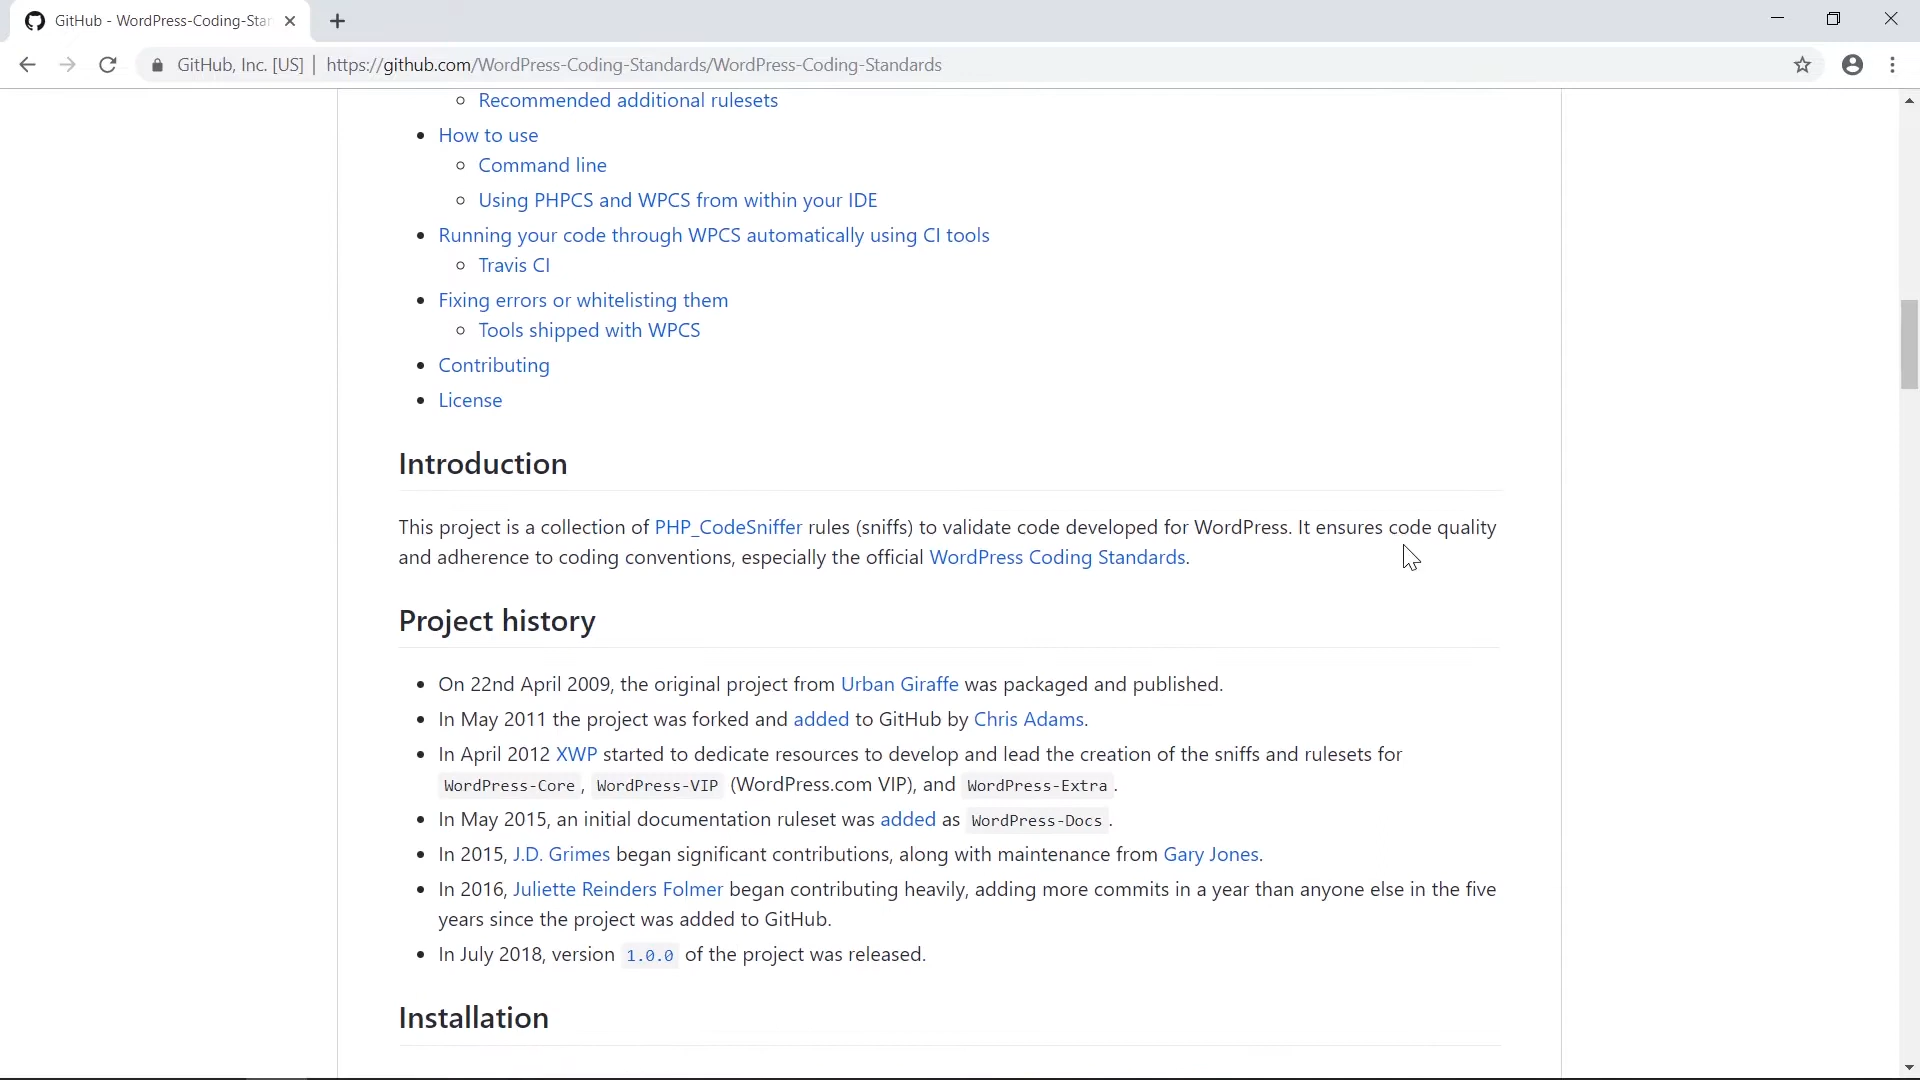 GitHub - WordPress-Coding-Star
GitHub, Inc. [US] | https://github.com/WordPress-Coding-Standards/WordPress-Coding-Standards
Recommended additional rulesets
How to use
Command line
Using PHPCS and WPCS from within your IDE
Running your code through WPCS automatically using CI tools
Travis CI
Fixing errors or whitelisting them
Tools shipped with WPCS
Contributing
License
Introduction
This project is a collection of PHP_CodeSniffer rules (sniffs) to validate code developed for WordPress. It ensures code quality
and adherence to coding conventions, especially the official WordPress Coding Standards.
Project history
On 22nd April 2009, the original project from Urban Giraffe was packaged and published.
In May 2011 the project was forked and added to GitHub by Chris Adams.
In April 2012 XWP started to dedicate resources to develop and lead the creation of the sniffs and rulesets for
WordPress-Core, WordPress-VIP (WordPress.com VIP), and WordPress-Extra.
In May 2015, an initial documentation ruleset was added as WordPress-Docs.
In 2015, J.D. Grimes began significant contributions, along with maintenance from Gary Jones.
In 2016, Juliette Reinders Folmer began contributing heavily, adding more commits in a year than anyone else in the five
years since the project was added to GitHub.
In July 2018, version 1.0.0 of the project was released.
Installation